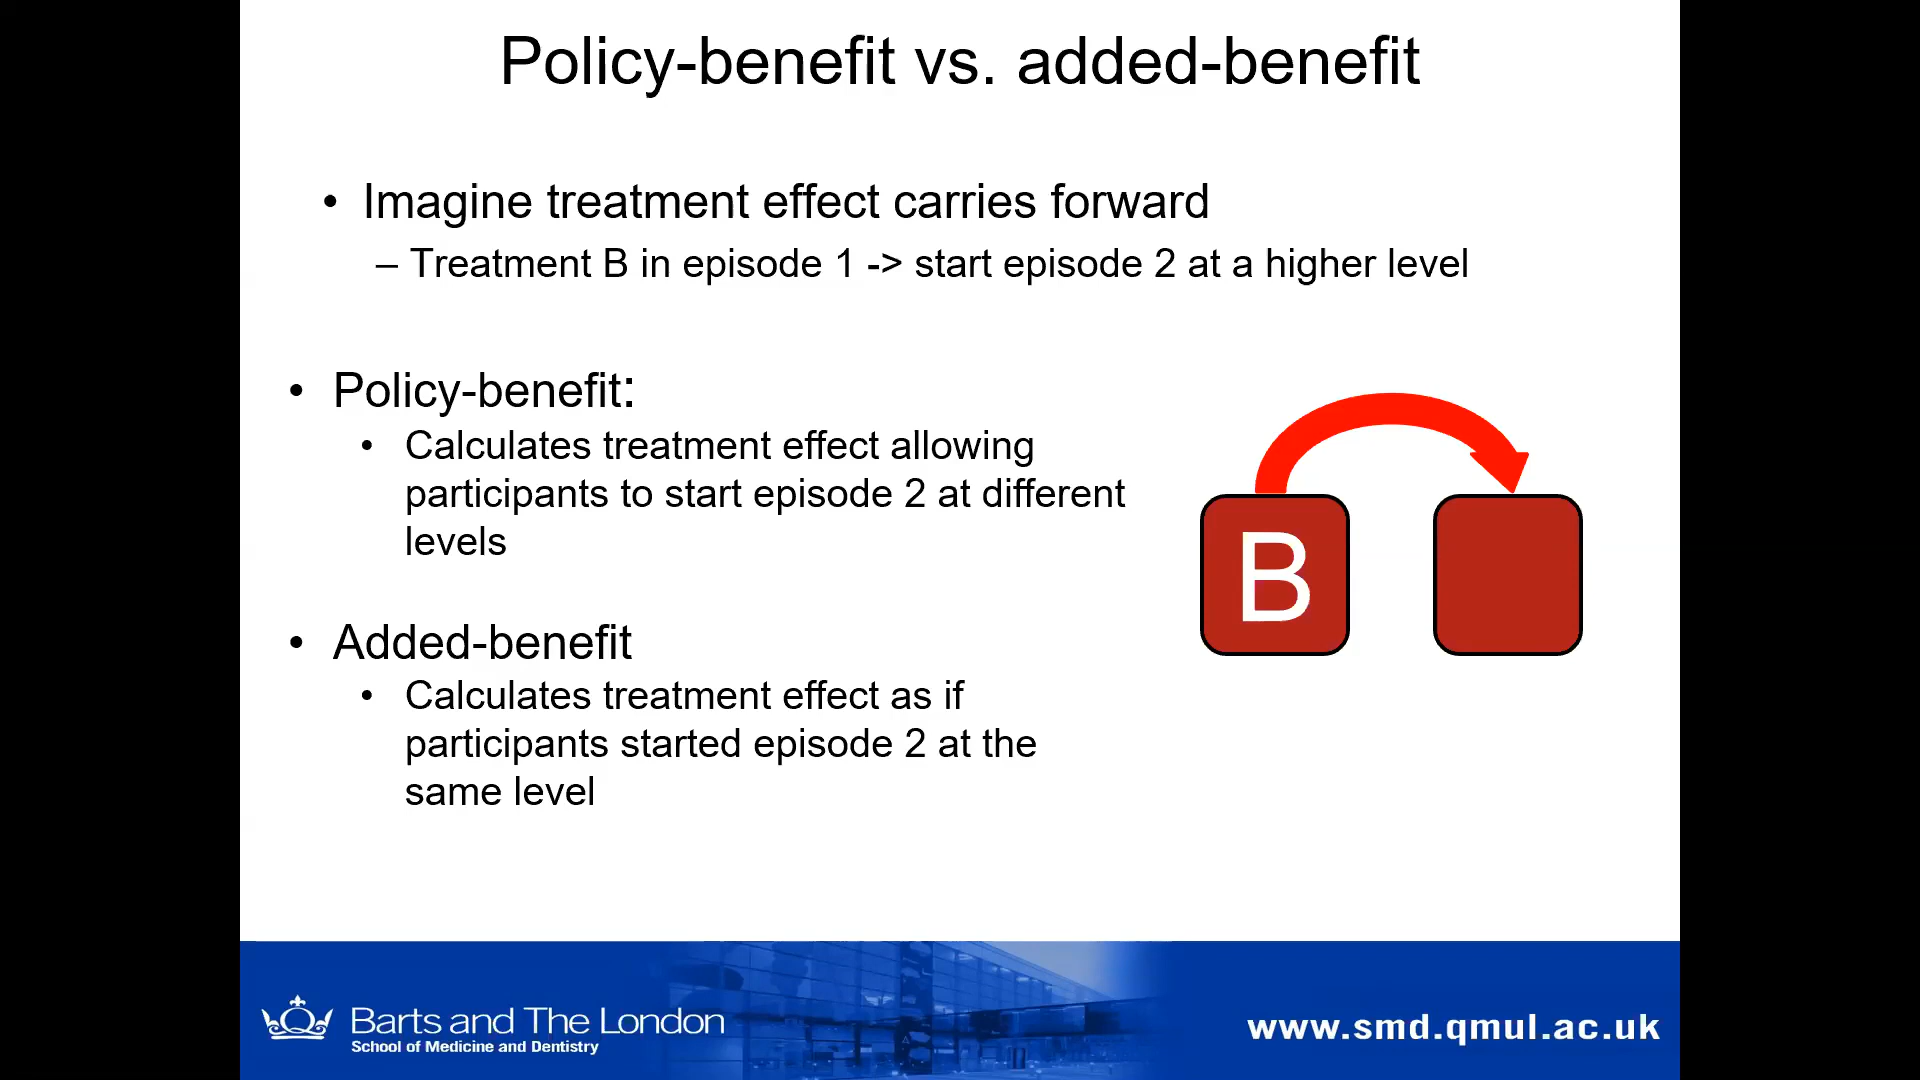 Policy-benefit vs. added-benefit
• Imagine treatment effect carries forward
– Treatment B in episode 1 -> start episode 2 at a higher level
• Policy-benefit:
• Calculates treatment effect allowing
participants to start episode 2 at different
levels
B
• Added-benefit
• Calculates treatment effect as if
participants started episode 2 at the
same level
Barts and The London
School of Medicine and Dentistry
www.smd.qmul.ac.uk